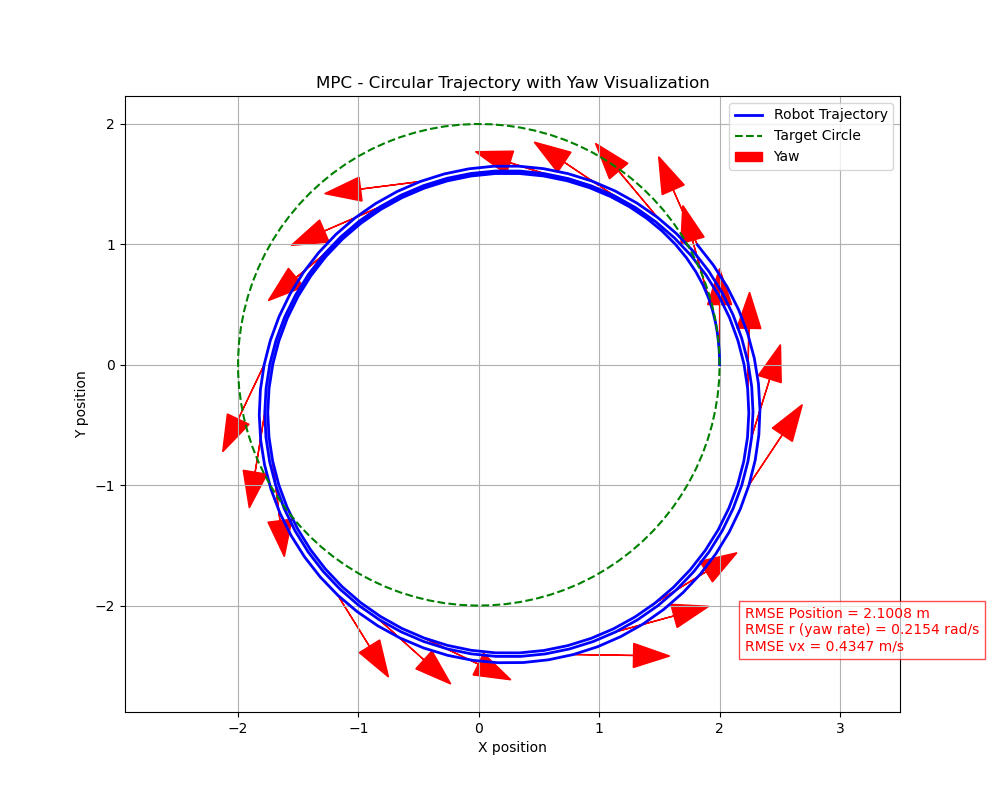 MPC - Circular Trajectory with Yaw Visualization
Robot Trajectory
Target Circle
Yaw
2
1
0
−1
−2
Y position
RMSE Position = 2.1008 m
RMSE r (yaw rate) = 0.2154 rad/s
RMSE vx = 0.4347 m/s
−2 −1 0 1 2 3
X position